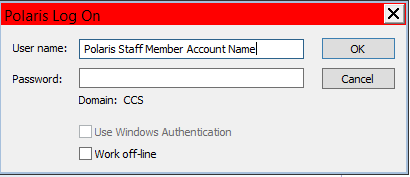 Polaris Log On
User name: Polaris Staff Member Account Name OK
Password: Cancel
Domain: CCS
Use Windows Authentication
Work off-line